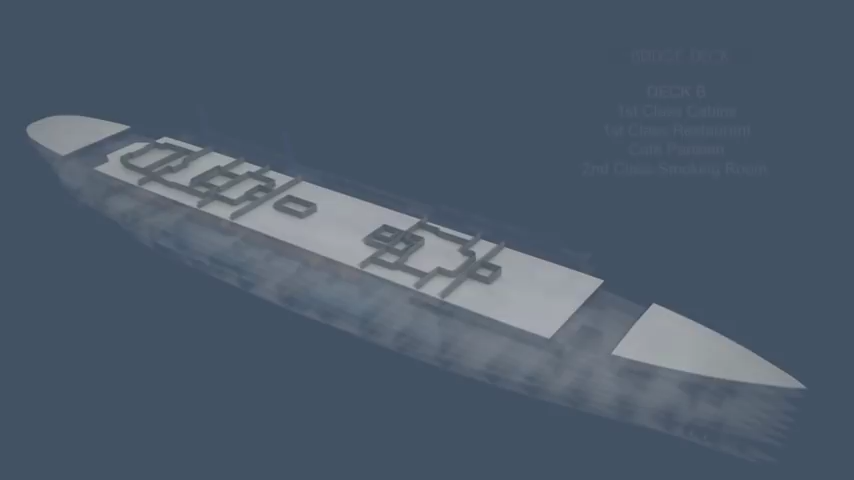 DECK B
1st Class Cabins
1st Class Restaurant
Cafe Parisien
2nd Class Smoking Room